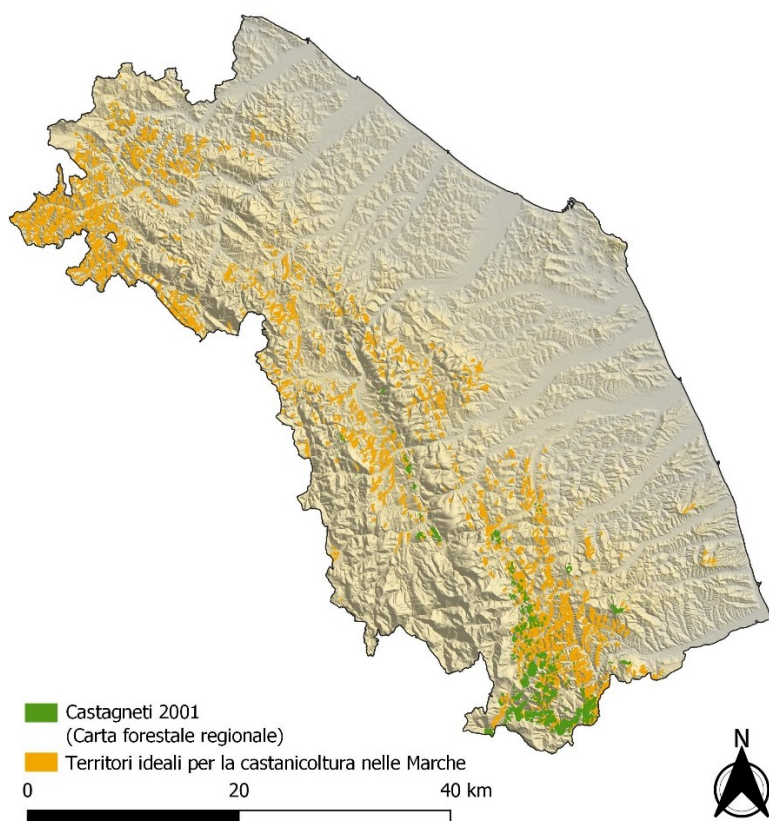 Castagneti 2001
(Carta forestale regionale)
Territori ideali per la castanicoltura nelle Marche
0 20 40 km
N